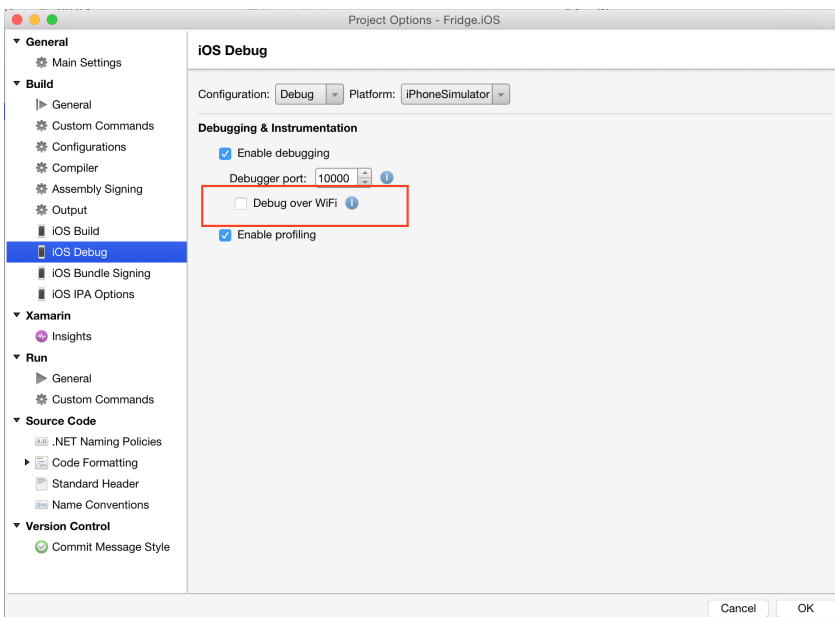 Project Options - Fridge.iOS
General
Main Settings
Build
General
Custom Commands
Configurations
Compiler
Assembly Signing
Output
iOS Build
iOS Debug
iOS Bundle Signing
iOS IPA Options
Xamarin
Insights
Run
General
Custom Commands
Source Code
.NET Naming Policies
Code Formatting
Standard Header
Name Conventions
Version Control
Commit Message Style
iOS Debug
Configuration: Debug Platform: iPhoneSimulator
Debugging & Instrumentation
Enable debugging
Debugger port: 10000
Debug over WiFi
Enable profiling
Cancel OK